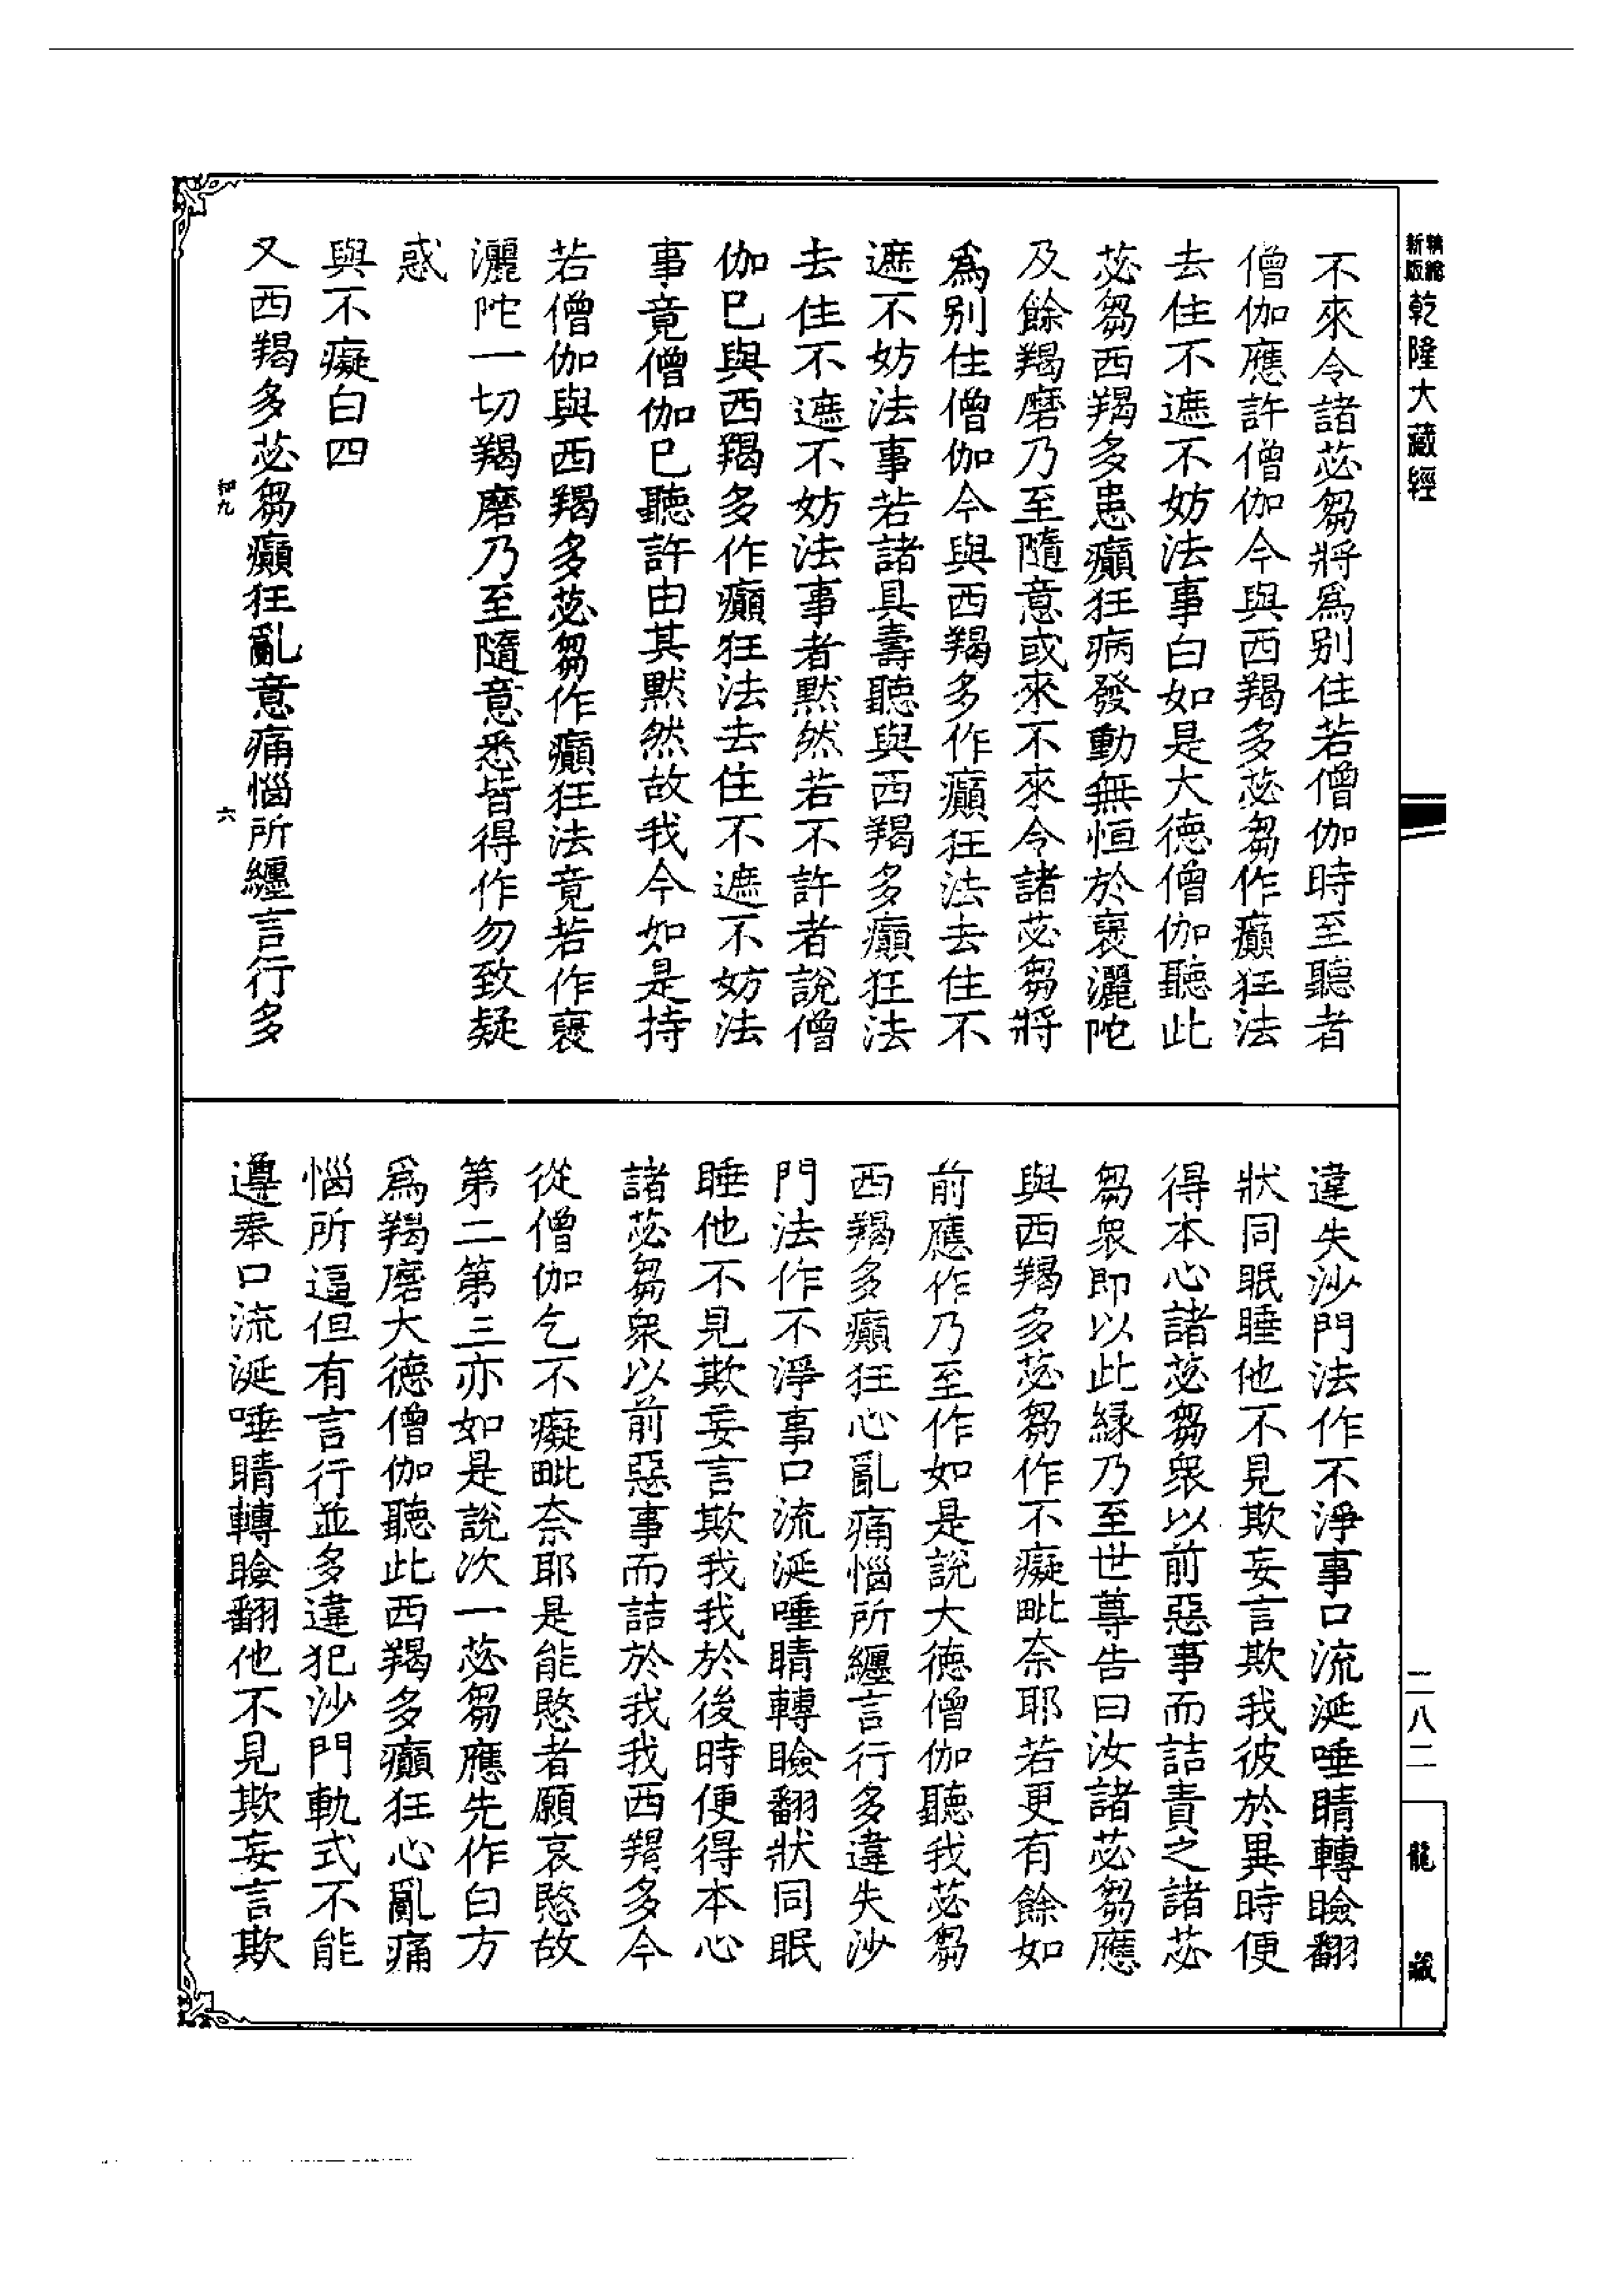 新版精縮乾隆大藏經
不來令諸苾芻將爲別住若僧伽時至聽者
僧伽應許僧伽今與西羯多苾芻作癲狂法
去住不遮不妨法事白如是大德僧伽聽此
苾芻西羯多患癲狂病發動無恒於褒灑陀
及餘羯磨乃至隨意或來不來令諸苾芻將
爲別住僧伽今與西羯多作癲狂法去住不
遮不妨法事若諸具壽聽與西羯多癲狂法
去住不遮不妨法事者默然若不許者說僧
伽巳與西羯多作癲狂法去住不遮不妨法
事竟僧伽巳聽許由其默然故我今如是持
若僧伽與西羯多苾芻作癲狂法竟若作褒
灑陀一切羯磨乃至隨意悉皆得作勿致疑
惑
與不癡白四
又西羯多苾芻癲狂亂意痛惱所纏言行多
和九 六
違失沙門法作不淨事口流涎唾睛轉瞼翻
狀同眠睡他不見欺妄言欺我彼於異時便
得本心諸苾芻衆以前惡事而詰責之諸苾
芻衆即以此緣乃至世尊告曰汝諸苾芻應
與西羯多苾芻作不癡毗奈耶若更有餘如
前應作乃至作如是說大德僧伽聽我苾芻
西羯多癲狂心亂痛惱所纏言行多違失沙
門法作不淨事口流涎唾睛轉瞼翻狀同眠
睡他不見欺妄言欺我我於後時便得本心
諸苾芻衆以前惡事而詰於我我西羯多今
從僧伽乞不癡毗奈耶是能愍者願哀愍故
第二第三亦如是說次一苾芻應先作白方
爲羯磨大德僧伽聽此西羯多癲狂心亂痛
惱所逼但有言行並多違犯沙門軌式不能
遵奉口流涎唾睛轉瞼翻他不見欺妄言欺
二八二
龍藏